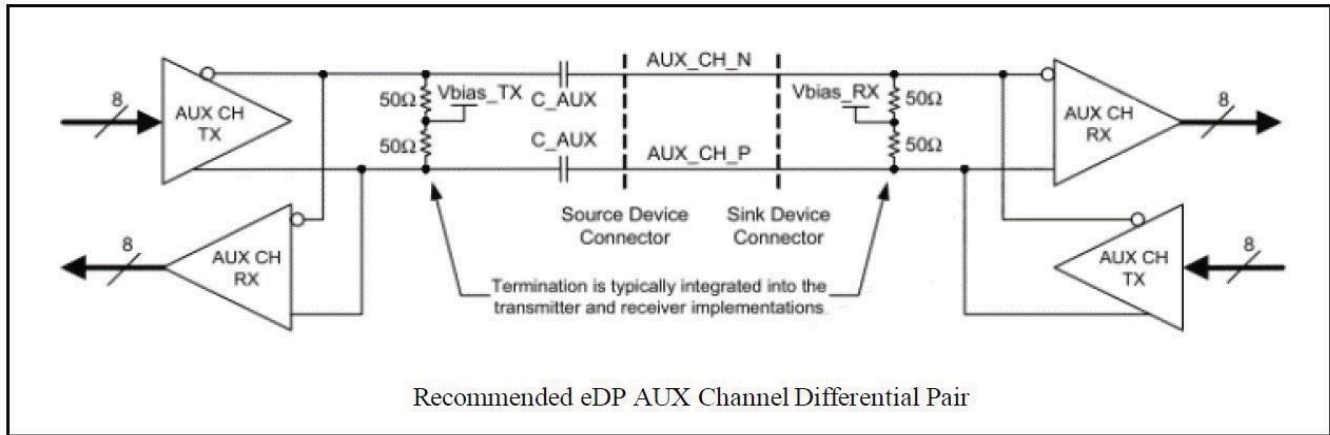 AUX_CH_N
8
AUX CH
TX
50Ω
Vbias_TX
C_AUX
Vbias_RX
50Ω
AUX CH
RX
8
50Ω
C_AUX
AUX_CH_P
50Ω
Source Device
Connector
Sink Device
Connector
8
AUX CH
RX
AUX CH
TX
8
Termination is typically integrated into the
transmitter and receiver implementations
Recommended eDP AUX Channel Differential Pair